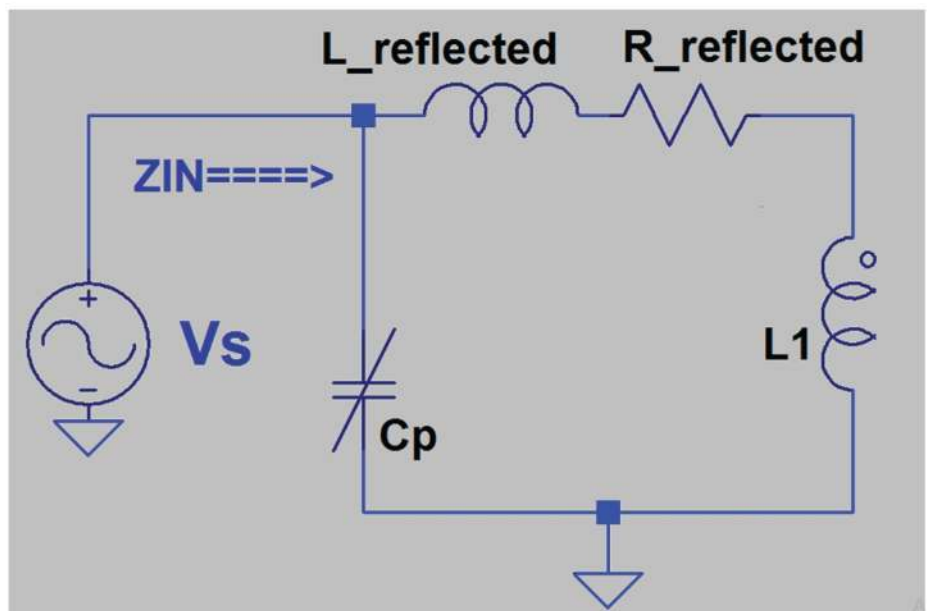 L_reflected
R_reflected
ZIN====>
+
Vs
−
L1
Cp